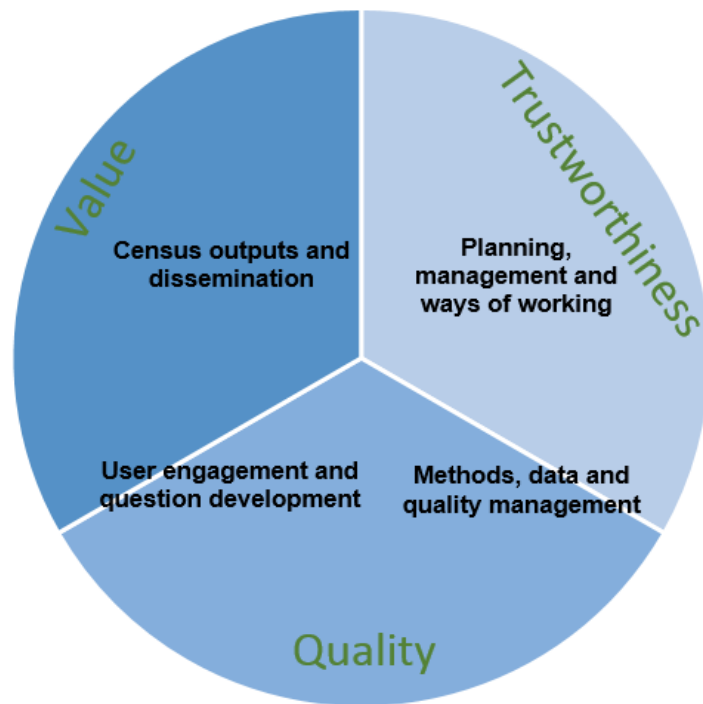 Value
Trustworthiness
Census outputs and
dissemination
Planning,
management and
ways of working
User engagement and
question development
Methods, data and
quality management
Quality